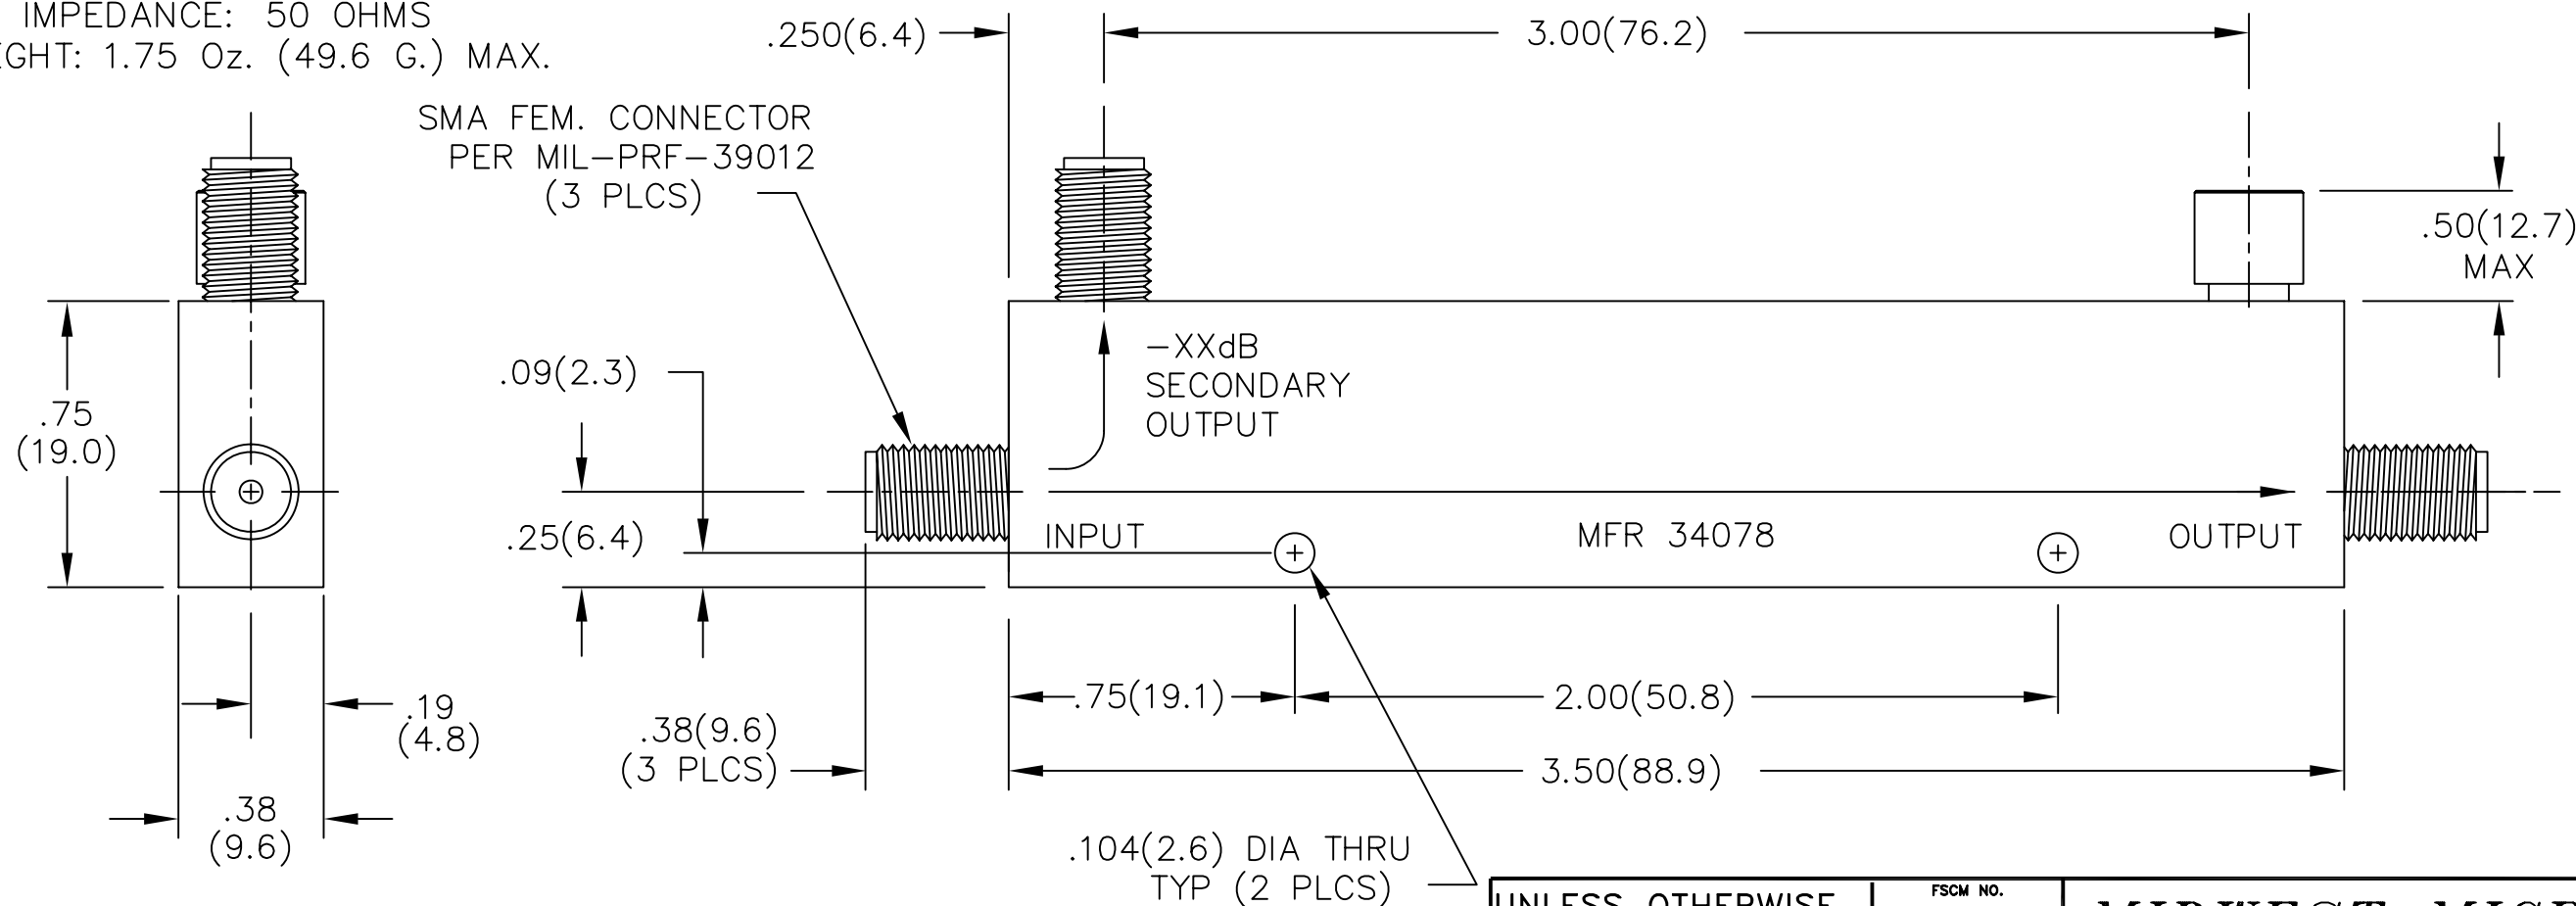 IMPEDANCE: 50 OHMS
1.75 Oz. (49.6 G.) MAX.
.250(6.4)
3.00(76.2)
SMA FEM. CONNECTOR
PER MIL-PRF-39012
(3 PLCS)
.50(12.7)
MAX
-XXdB
SECONDARY
OUTPUT
.09(2.3)
.75
(19.0)
.25(6.4)
INPUT
MFR 34078
OUTPUT
.19
(4.8)
.75(19.1)
2.00(50.8)
.38(9.6)
(3 PLCS)
3.50(88.9)
.38
(9.6)
.104(2.6) DIA THRU
TYP (2 PLCS)
UNLESS OTHERWISE
FSCM NO.